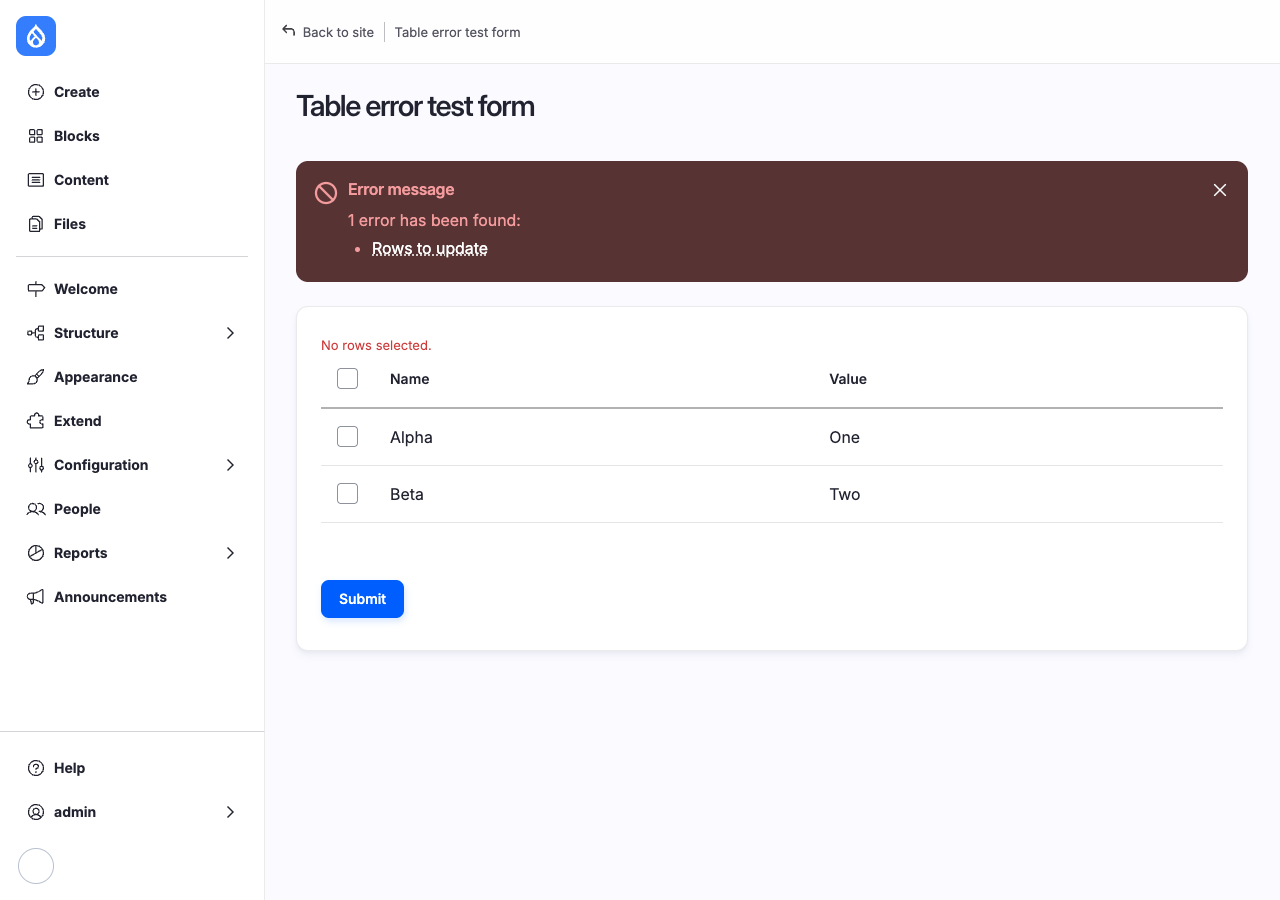 Back to site
Table error test form
Create
Blocks
Content
Files
Welcome
Structure
Appearance
Extend
Configuration
People
Reports
Announcements
Help
admin
Table error test form
Error message
1 error has been found:
Rows to update
No rows selected.
Name Value
Alpha One
Beta Two
Submit